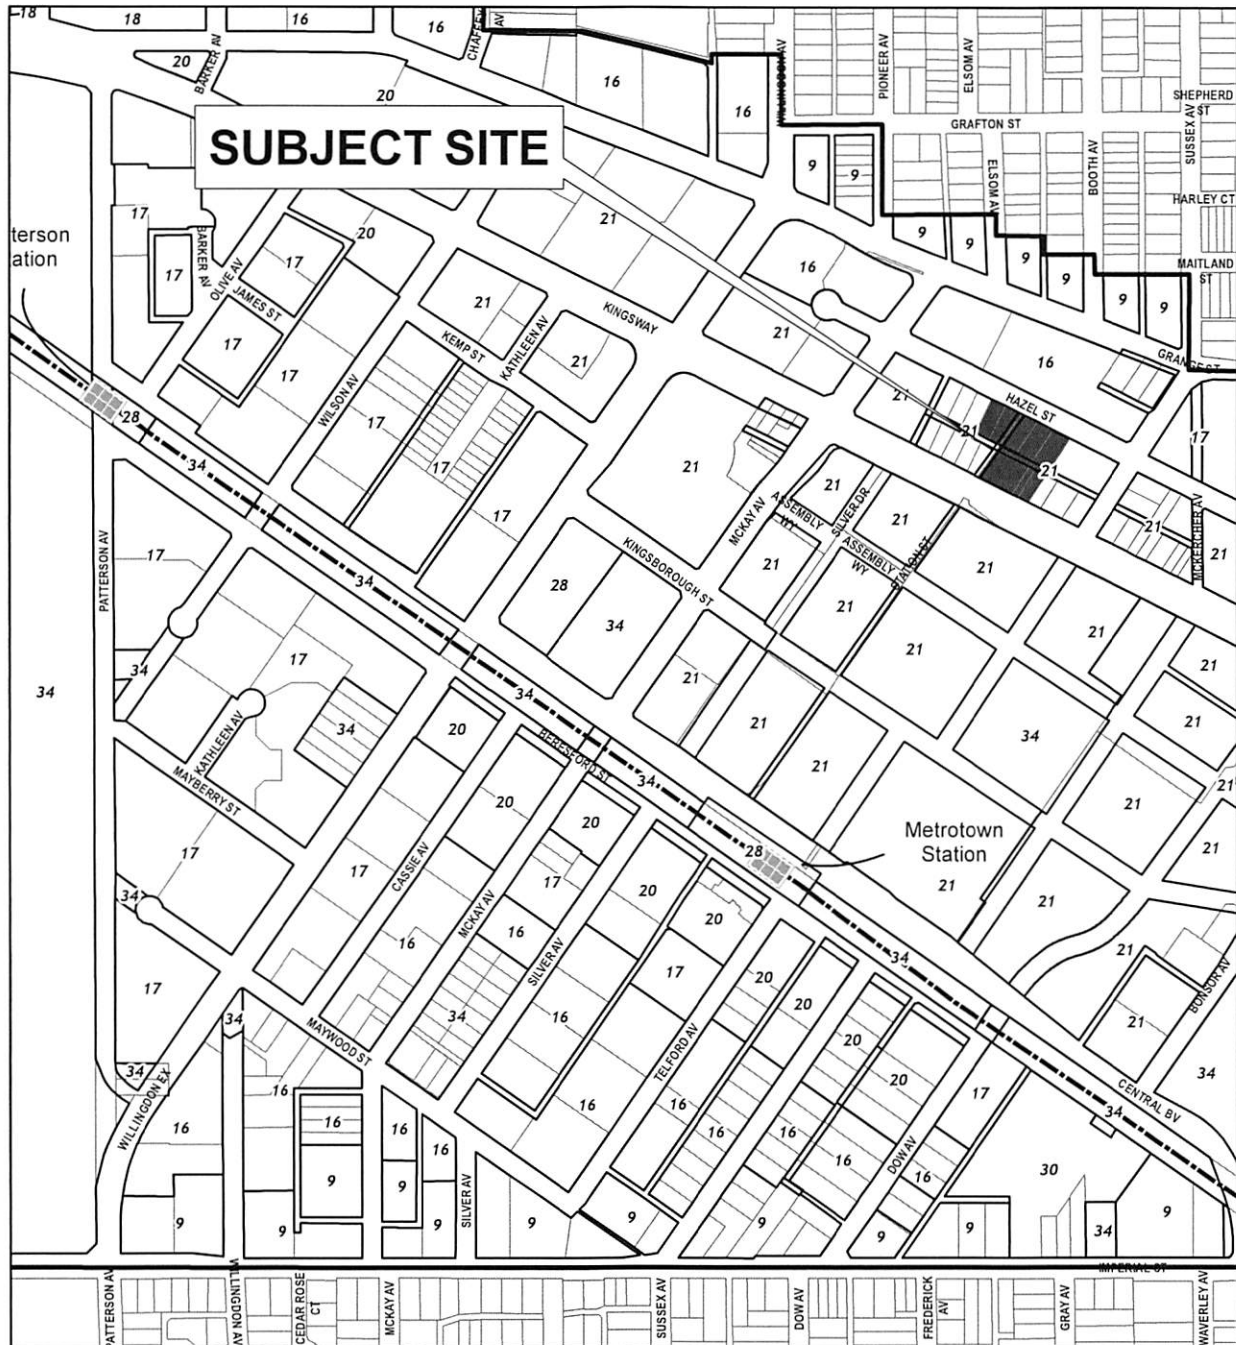 18
18
16
BARKER AV
16
CHAFFEY
AV
20
20
16
16
WILLINGDON AV
PIONEER AV
ELSOM AV
SHEPHERD
ST
GRAFTON ST
SUSSEX AV
BOOTH AV
ELSOM AV
HARLEY CT
MAITLAND
ST
SUBJECT SITE
9
9
9
9
9
9
9
9
17
terson
ation
17
BARKER AV
OLIVE AV
JAMES ST
17
20
21
16
17
17
21
KEMP ST
KATHLEEN AV
21
KINGSWAY
21
16
GRANGE ST
HAZEL ST
21
21
21
17
28
34
WILSON AV
17
17
17
21
MCKAY AV
21
SILVER DR
ASSEMBLY
WY
ASSEMBLY
WY
STATION ST
21
21
MCKERCHER AV
21
PATTERSON AV
17
34
28
34
KINGSBOROUGH ST
21
21
21
21
21
21
34
34
17
KATHLEEN AV
34
MAYBERRY ST
20
34
BERESFORD ST
34
21
21
21
34
21
21
21
17
34
17
CASSIE AV
20
20
MCKAY AV
17
28
Metrotown
Station
21
21
21
21
17
16
16
SILVER AV
20
20
17
20
20
34
BONSOR AV
21
34
MAYWOOD ST
34
16
TELFORD AV
20
20
17
CENTRAL BV
34
34
34
WILLINGDON EX
16
16
16
16
16
16
16
16
16
16
DOW AV
16
30
9
9
9
9
9
SILVER AV
9
9
9
9
9
34
9
IMPERIAL ST
PATTERSON AV
WILLINGDON AV
CEDAR ROSE
CT
MCKAY AV
SUSSEX AV
DOW AV
FREDERICK
AV
GRAY AV
WAVERLEY AV